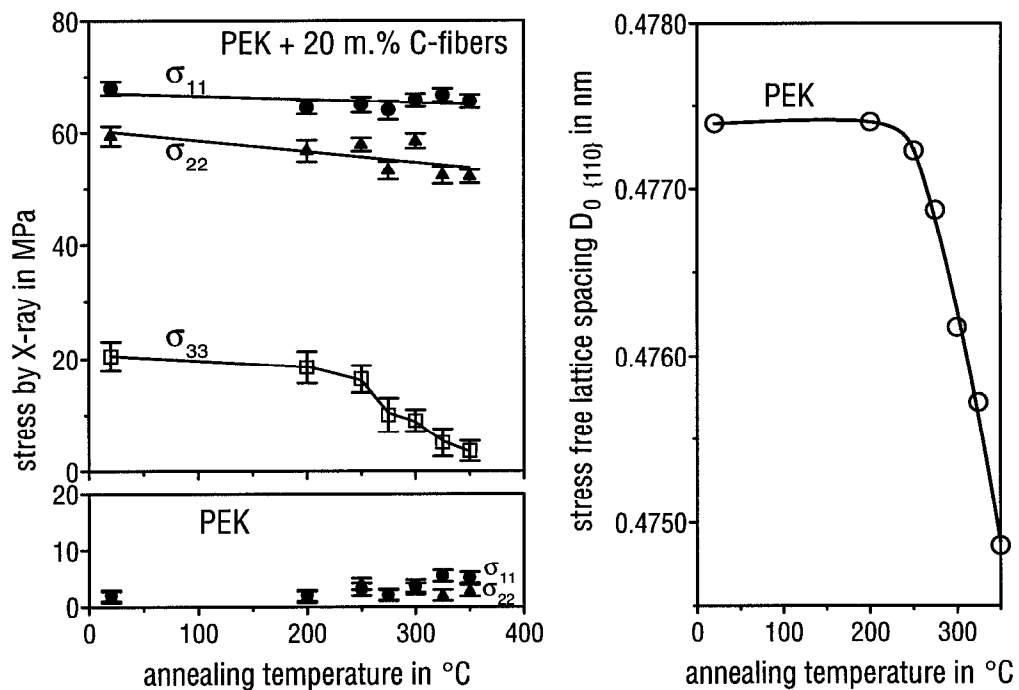 PEK + 20 m.% C-fibers
σ11
σ22
σ33
stress by X-ray in MPa
80
60
40
20
0
PEK
20
10
0
σ11
σ22
0
100
200
300
400
annealing temperature in °C
stress free lattice spacing D0 {110} in nm
0.4780
0.4770
0.4760
0.4750
PEK
0
100
200
300
annealing temperature in °C